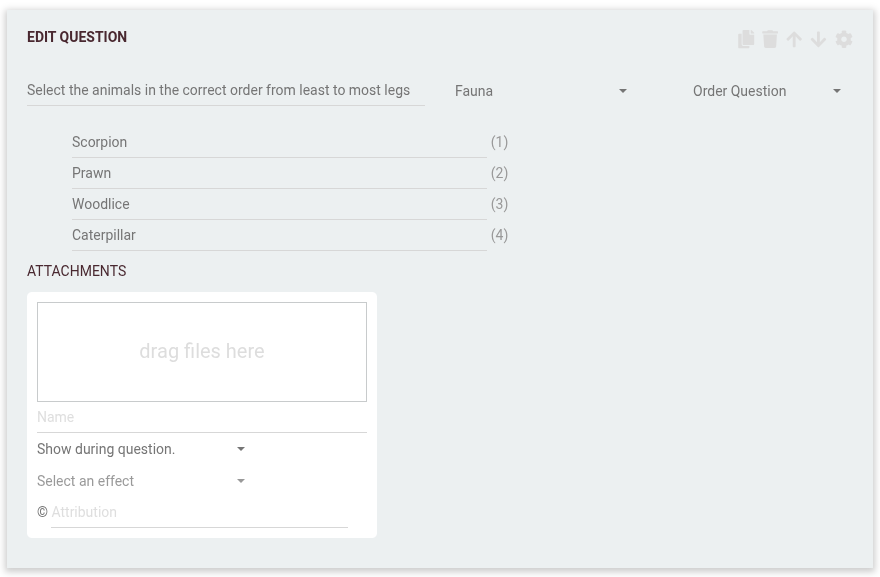 EDIT QUESTION
Select the animals in the correct order from least to most legs
Fauna
Order Question
Scorpion (1)
Prawn (2)
Woodlice (3)
Caterpillar (4)
ATTACHMENTS
drag files here
Name
Show during question.
Select an effect
© Attribution